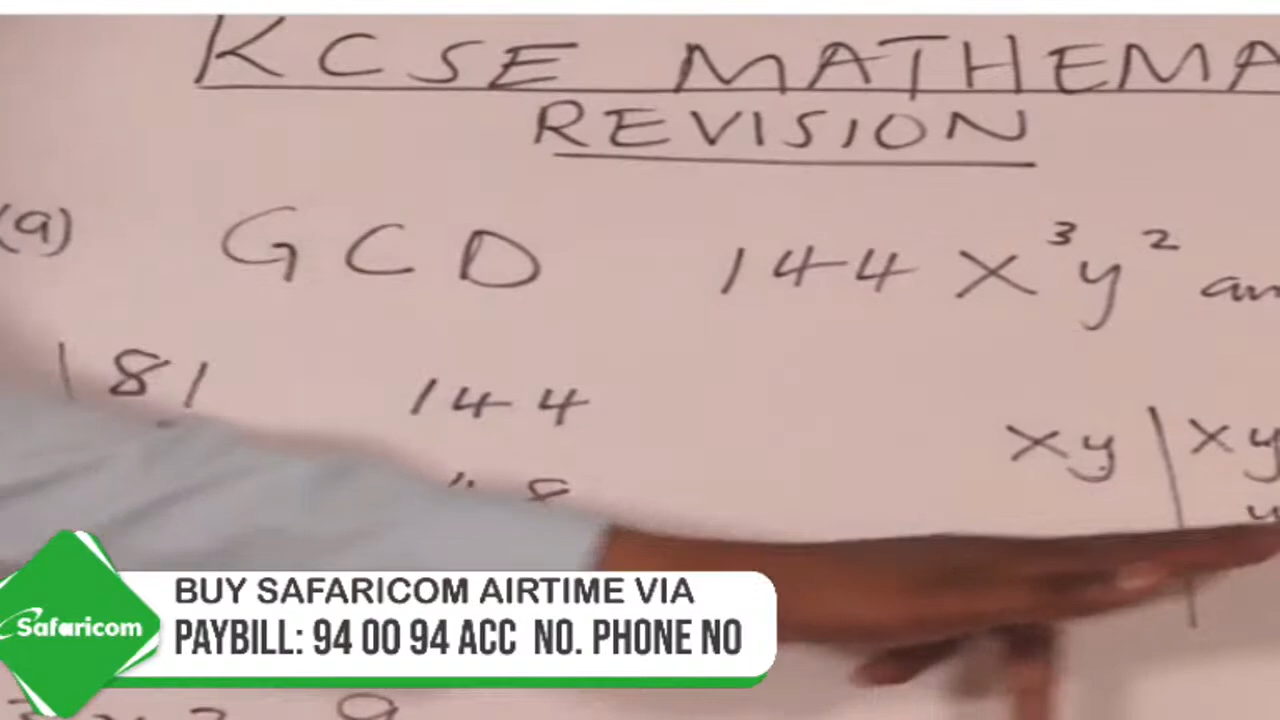 KCSE MATHEMA
REVISION
(a) GCD 144 x³y² an
| 81 144
48
xy | xy
y
Safaricom
BUY SAFARICOM AIRTIME VIA
PAYBILL: 94 00 94 ACC NO. PHONE NO
9